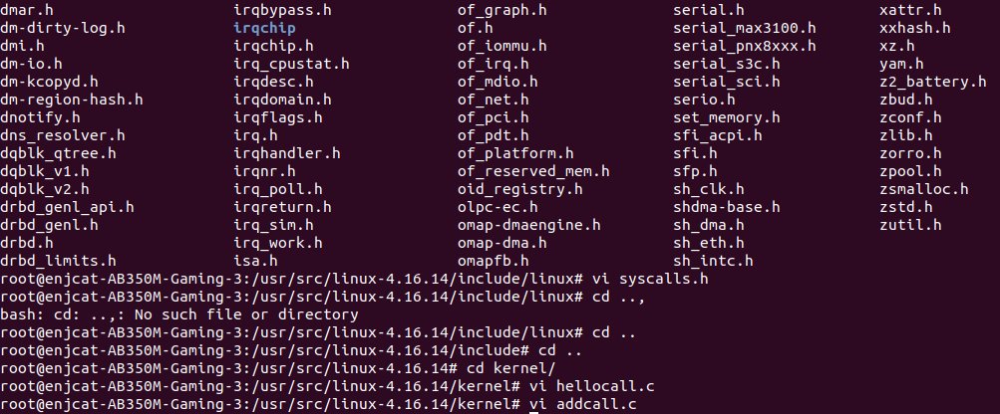 dmar.h irqbypass.h of_graph.h serial.h xattr.h
dm-dirty-log.h irqchip of.h serial_max3100.h xxhash.h
dmi.h irqchip.h of_iommu.h serial_pnx8xxx.h xz.h
dm-io.h irq_cpustat.h of_irq.h serial_s3c.h yam.h
dm-kcopyd.h irqdesc.h of_mdio.h serial_sci.h z2_battery.h
dm-region-hash.h irqdomain.h of_net.h serio.h zbud.h
dnotify.h irqflags.h of_pci.h set_memory.h zconf.h
dns_resolver.h irq.h of_pdt.h sfi_acpi.h zlib.h
dqblk_qtree.h irqhandler.h of_platform.h sfi.h zorro.h
dqblk_v1.h irqnr.h of_reserved_mem.h sfp.h zpool.h
dqblk_v2.h irq_poll.h oid_registry.h sh_clk.h zsmalloc.h
drbd_genl_api.h irqreturn.h olpc-ec.h shdma-base.h zstd.h
drbd_genl.h irq_sim.h omap-dmaengine.h sh_dma.h zutil.h
drbd.h irq_work.h omap-dma.h sh_eth.h
drbd_limits.h isa.h omapfb.h sh_intc.h
root@enjcat-AB350M-Gaming-3:/usr/src/linux-4.16.14/include/linux# vi syscalls.h
root@enjcat-AB350M-Gaming-3:/usr/src/linux-4.16.14/include/linux# cd ..,
bash: cd: ..,: No such file or directory
root@enjcat-AB350M-Gaming-3:/usr/src/linux-4.16.14/include/linux# cd ..
root@enjcat-AB350M-Gaming-3:/usr/src/linux-4.16.14/include# cd ..
root@enjcat-AB350M-Gaming-3:/usr/src/linux-4.16.14# cd kernel/
root@enjcat-AB350M-Gaming-3:/usr/src/linux-4.16.14/kernel# vi hellocall.c
root@enjcat-AB350M-Gaming-3:/usr/src/linux-4.16.14/kernel# vi addcall.c